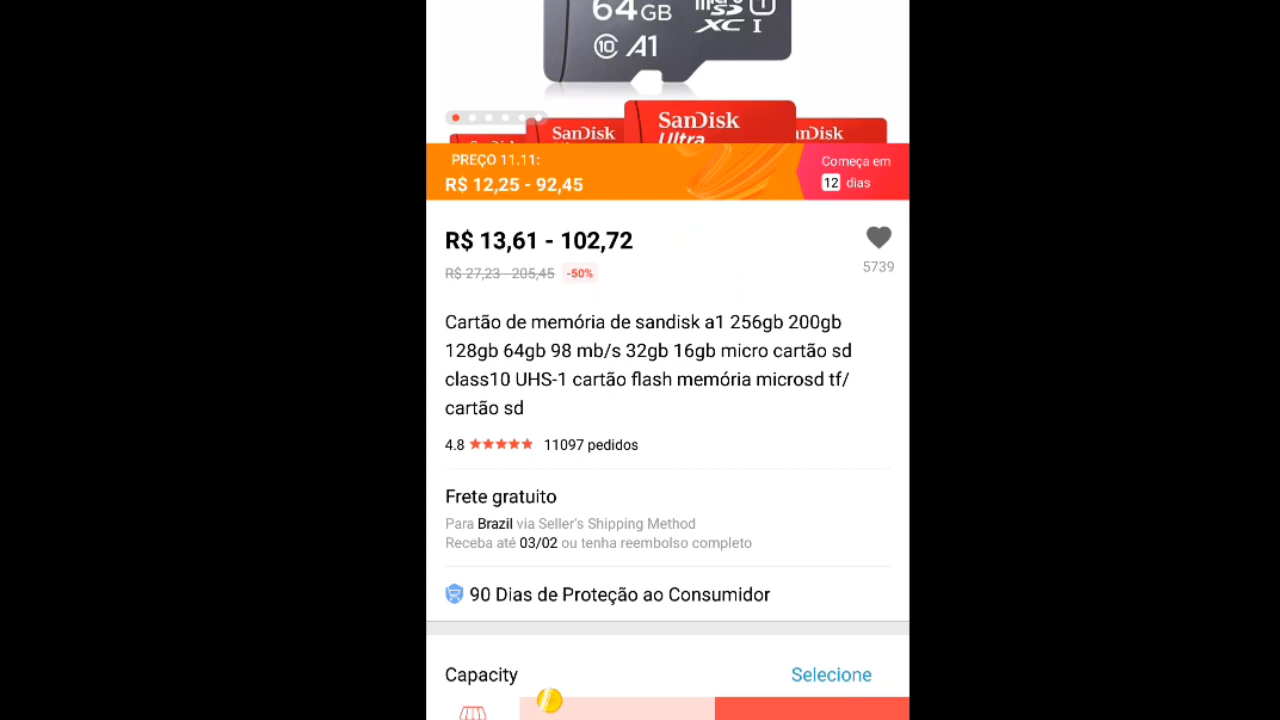 64GB
micro SD XC I
10 A1
SanDisk
SanDisk
Ultra
nDisk
PREÇO 11.11:
R$ 12,25 - 92,45
Começa em
12 dias
R$ 13,61 - 102,72
R$ 27,23 - 205,45 -50%
5739
Cartão de memória de sandisk a1 256gb 200gb
128gb 64gb 98 mb/s 32gb 16gb micro cartão sd
class10 UHS-1 cartão flash memória microsd tf/
cartão sd
4.8 11097 pedidos
Frete gratuito
Para Brazil via Seller's Shipping Method
Receba até 03/02 ou tenha reembolso completo
90 Dias de Proteção ao Consumidor
Capacity Selecione